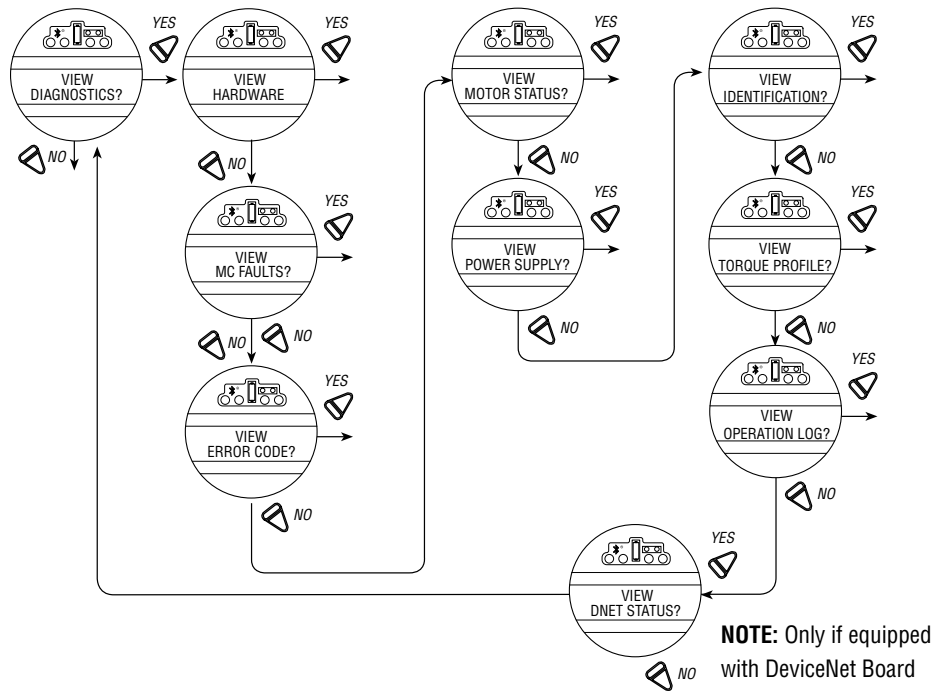 YES
VIEW
DIAGNOSTICS?
NO
YES
VIEW
HARDWARE
NO
YES
VIEW
MC FAULTS?
NO
NO
YES
VIEW
ERROR CODE?
NO
YES
VIEW
MOTOR STATUS?
NO
YES
VIEW
POWER SUPPLY?
NO
YES
VIEW
IDENTIFICATION?
NO
YES
VIEW
TORQUE PROFILE?
NO
YES
VIEW
OPERATION LOG?
NO
YES
VIEW
DNET STATUS?
NO
NOTE: Only if equipped
with DeviceNet Board